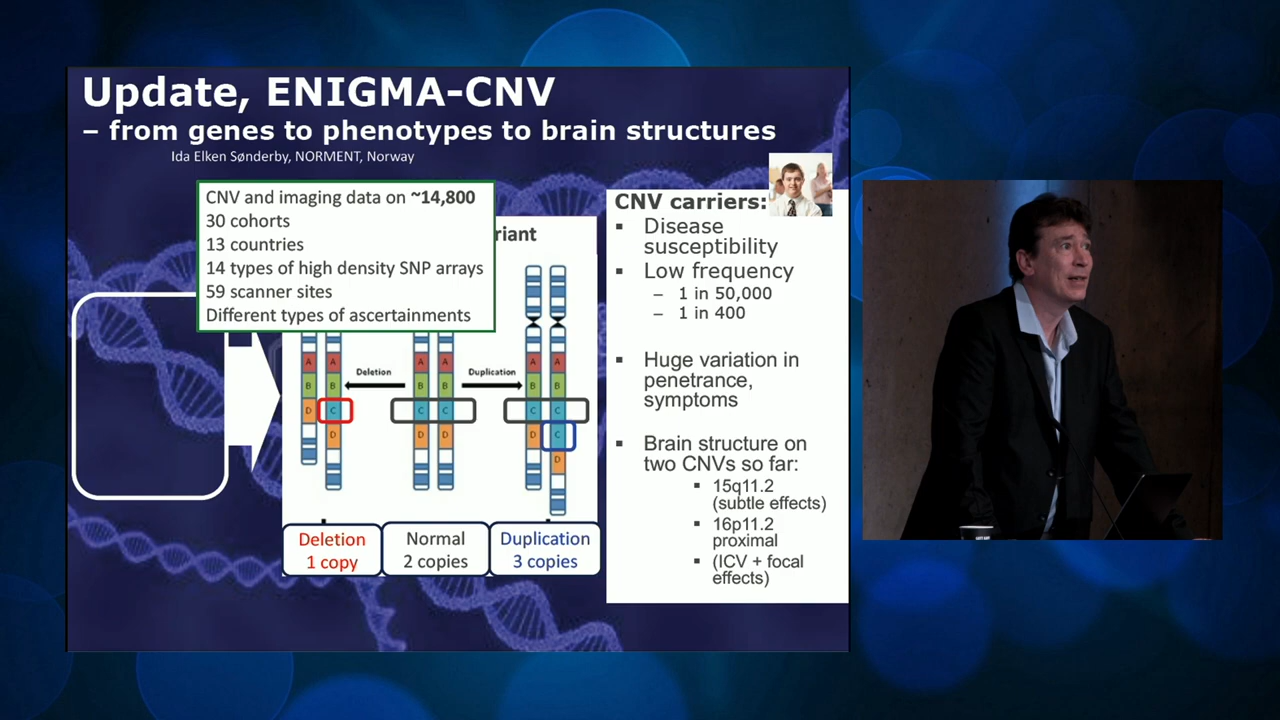 Update, ENIGMA-CNV
– from genes to phenotypes to brain structures
Ida Elken Sønderby, NORMENT, Norway
CNV and imaging data on ~14,800
30 cohorts
13 countries
14 types of high density SNP arrays
59 scanner sites
Different types of ascertainments
riant
A A
B B
D C
D
Deletion
A A
B B
C C
D D
Duplication
A A
B B
C C
D C
D
Deletion
1 copy
Normal
2 copies
Duplication
3 copies
CNV carriers:
▪ Disease
susceptibility
▪ Low frequency
– 1 in 50,000
– 1 in 400
▪ Huge variation in
penetrance,
symptoms
▪ Brain structure on
two CNVs so far:
▪ 15q11.2
(subtle effects)
▪ 16p11.2
proximal
▪ (ICV + focal
effects)